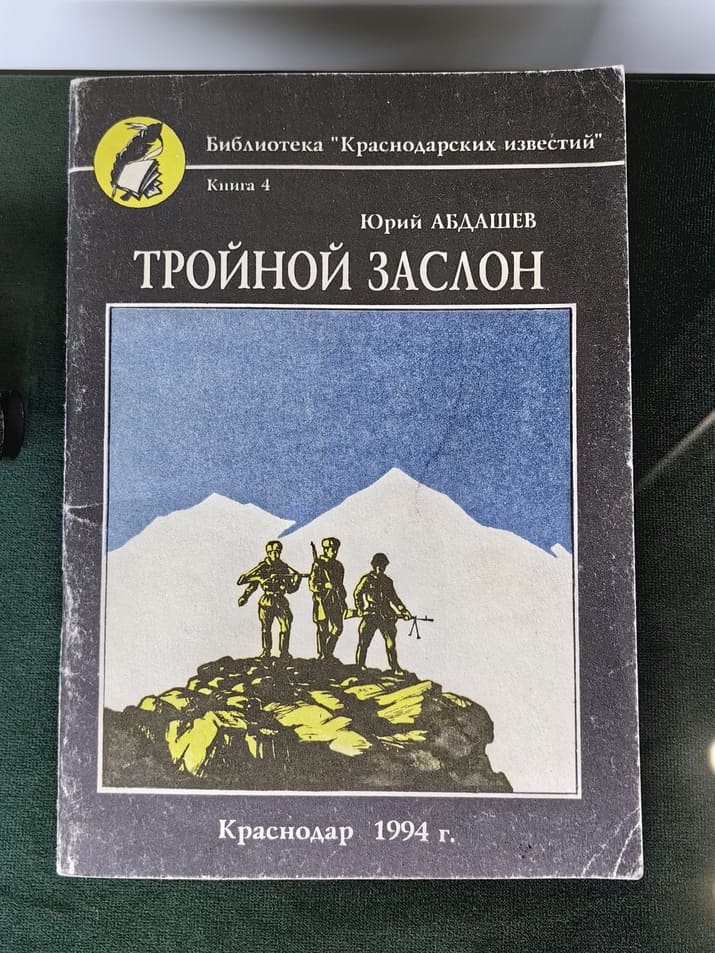 Библиотека "Краснодарских известий"
Книга 4
Юрий АБДАШЕВ
ТРОЙНОЙ ЗАСЛОН
Краснодар 1994 г.